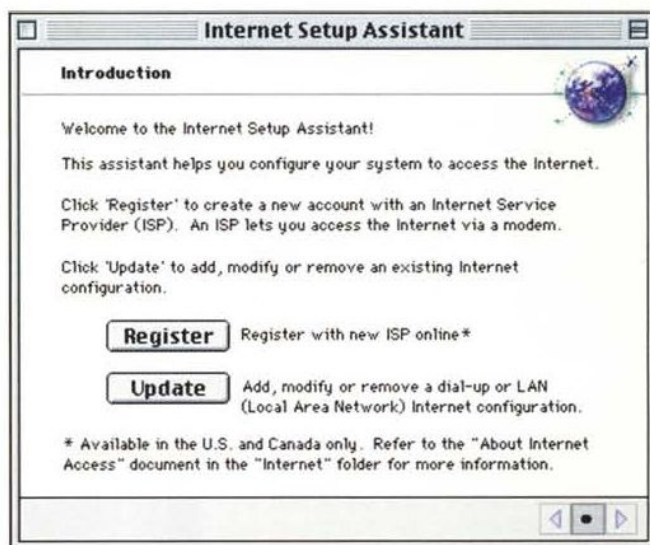 Internet Setup Assistant
Introduction
Welcome to the Internet Setup Assistant!
This assistant helps you configure your system to access the Internet.
Click 'Register' to create a new account with an Internet Service
Provider (ISP). An ISP lets you access the Internet via a modem.
Click 'Update' to add, modify or remove an existing Internet
configuration.
Register Register with new ISP online*
Update Add, modify or remove a dial-up or LAN
(Local Area Network) Internet configuration.
* Available in the U.S. and Canada only. Refer to the "About Internet
Access" document in the "Internet" folder for more information.